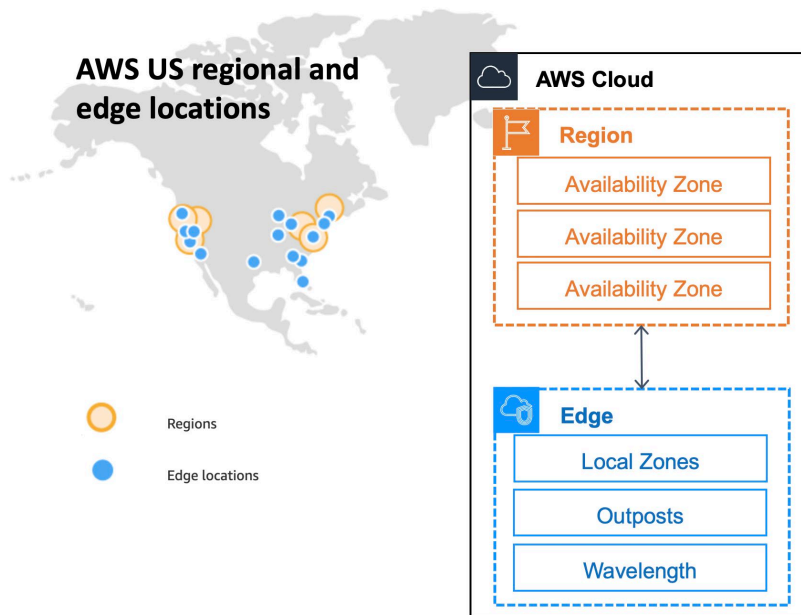 AWS US regional and
edge locations
Regions
Edge locations
AWS Cloud
Region
Availability Zone
Availability Zone
Availability Zone
Edge
Local Zones
Outposts
Wavelength